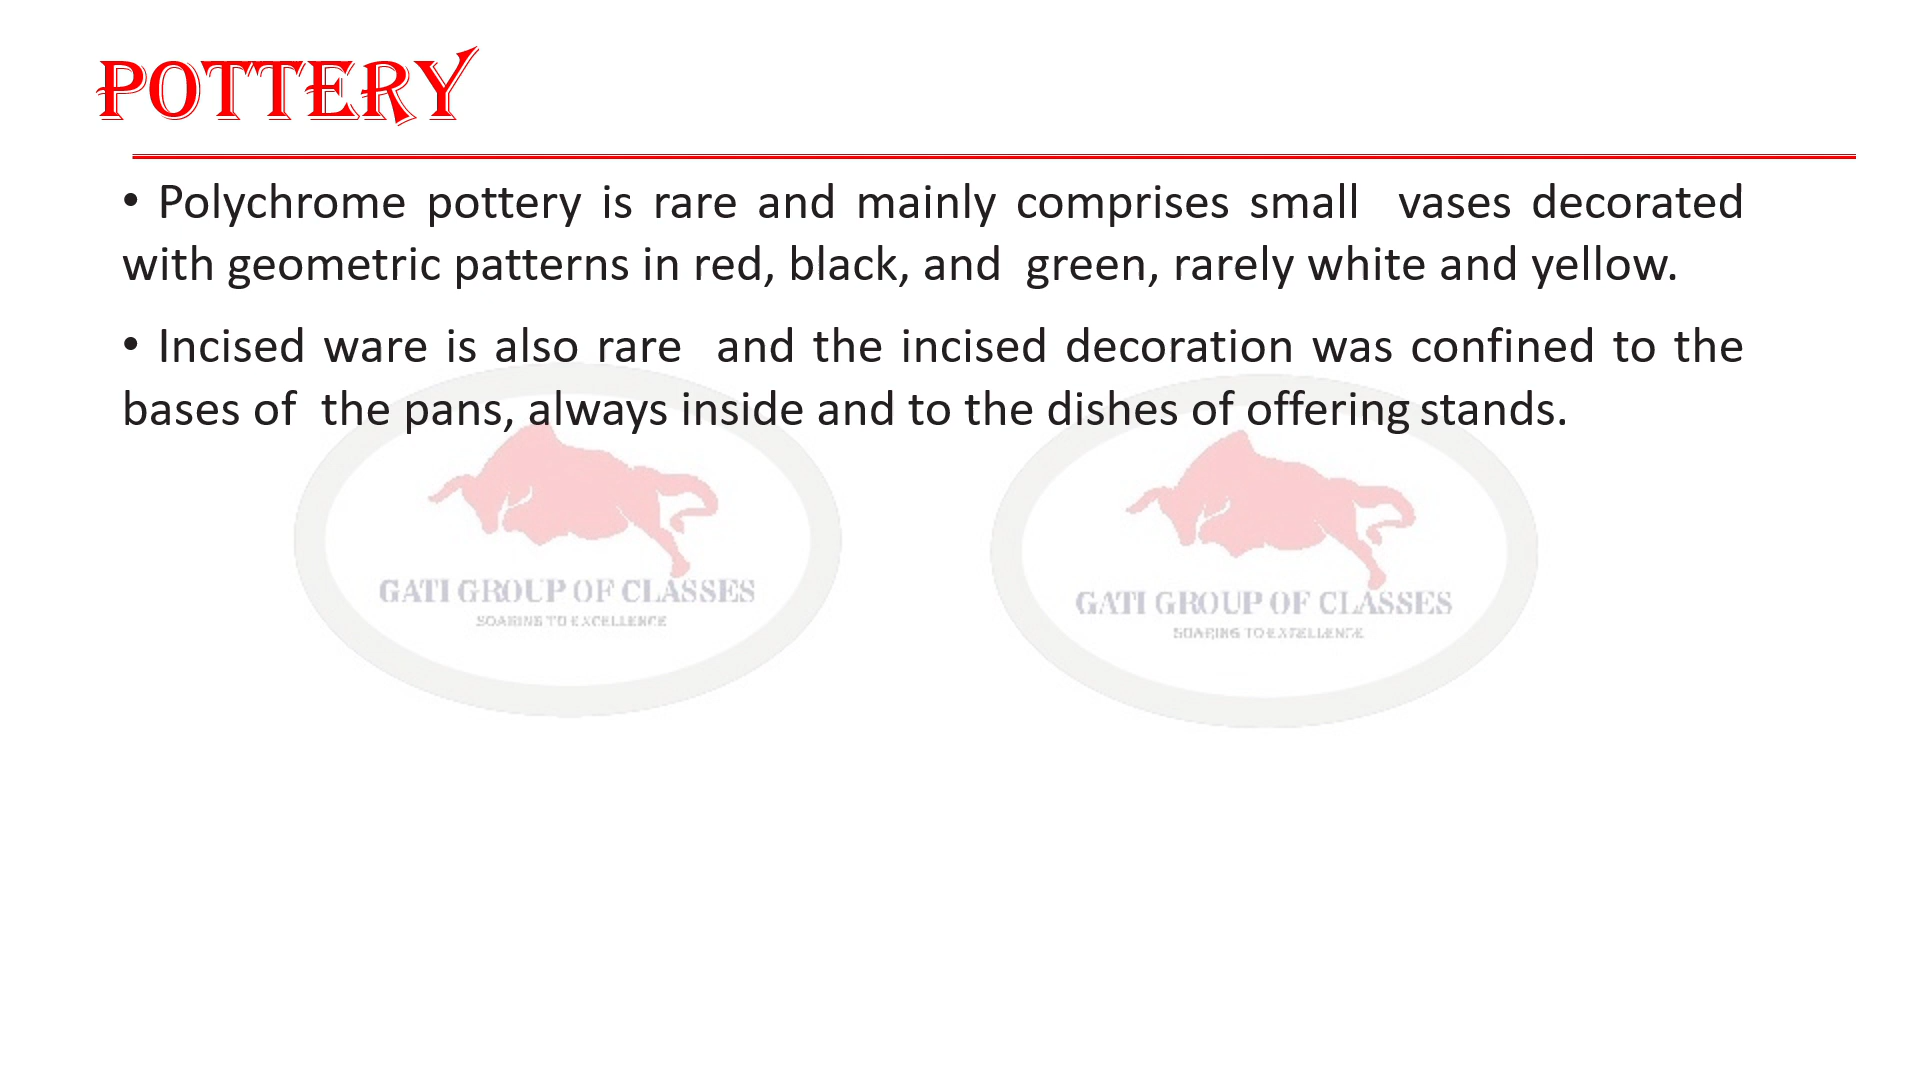 POTTERY
• Polychrome pottery is rare and mainly comprises small vases decorated
with geometric patterns in red, black, and green, rarely white and yellow.
• Incised ware is also rare and the incised decoration was confined to the
bases of the pans, always inside and to the dishes of offering stands.
GATI GROUP OF CLASSES
SOARING TO EXCELLENCE
GATI GROUP OF CLASSES
SOARING TO EXCELLENCE